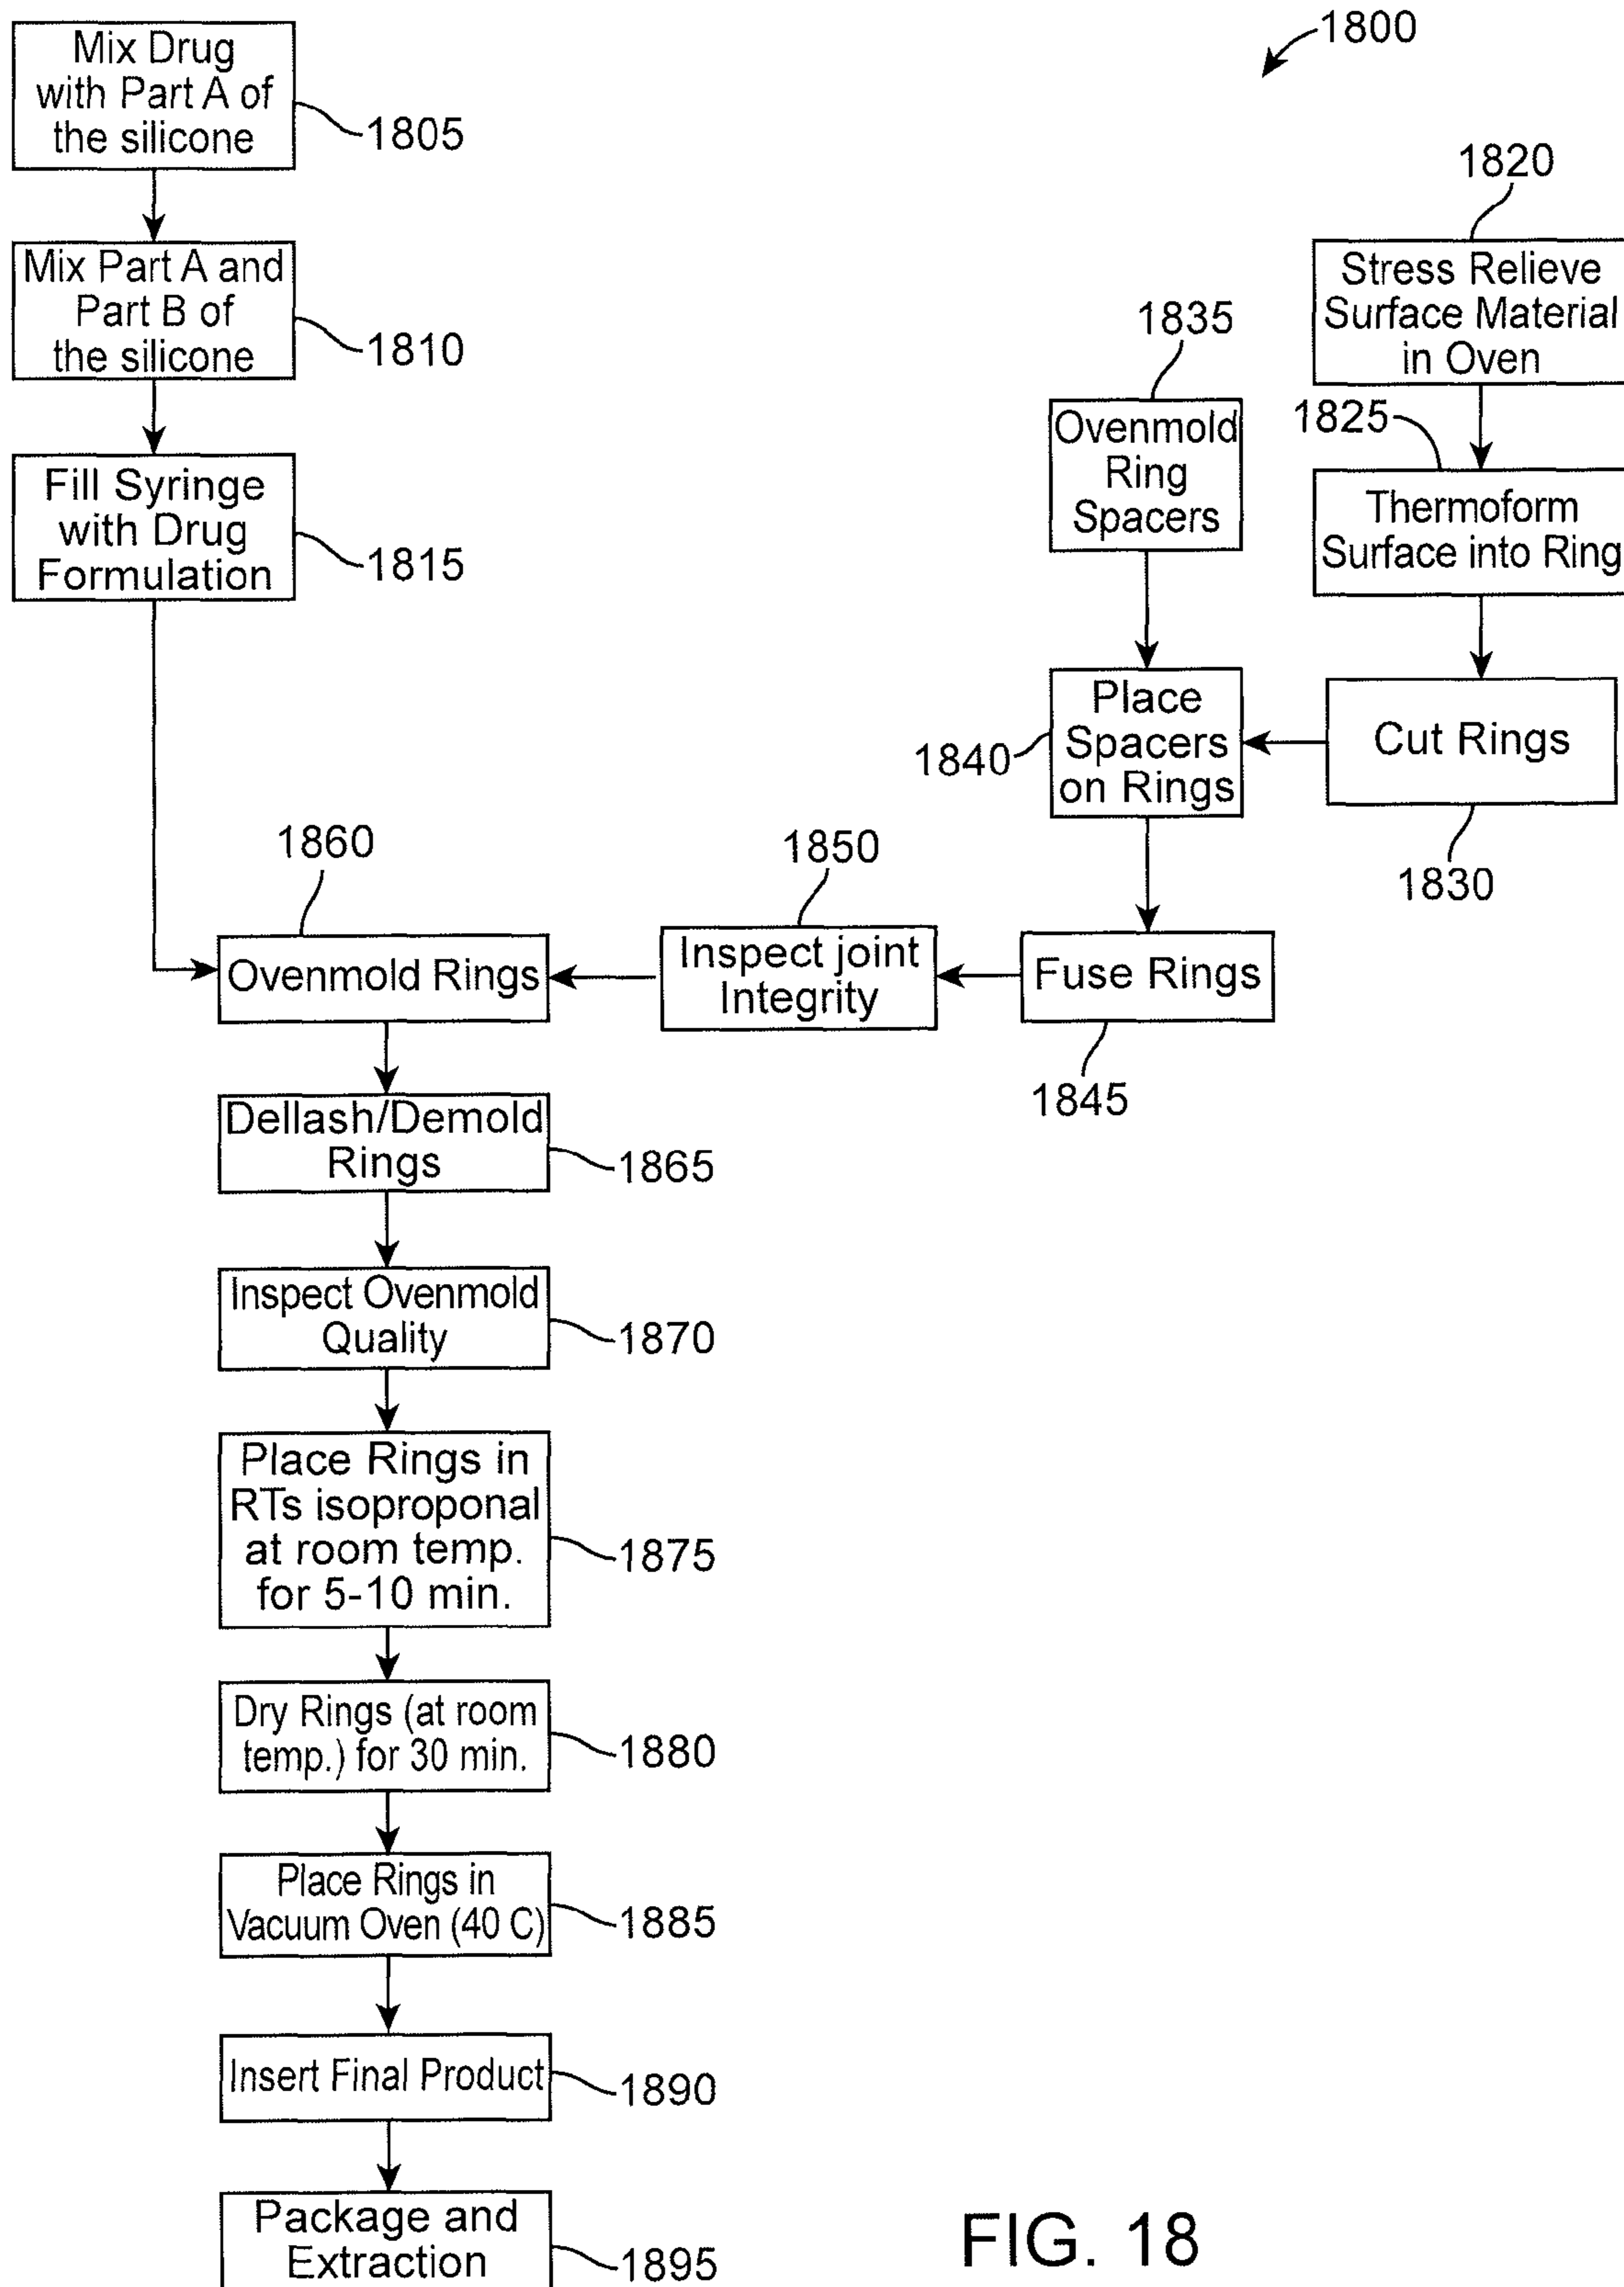 1800
Mix Drug
with Part A of
the silicone
1805
Mix Part A and
Part B of
the silicone
1810
Fill Syringe
with Drug
Formulation
1815
1820
Stress Relieve
Surface Material
in Oven
1825
Thermoform
Surface into Ring
Cut Rings
1830
1835
Ovenmold
Ring
Spacers
Place
Spacers
on Rings
1840
Fuse Rings
1845
1850
Inspect joint
Integrity
1860
Ovenmold Rings
Dellash/Demold
Rings
1865
Inspect Ovenmold
Quality
1870
Place Rings in
RTs isoproponal
at room temp.
for 5-10 min.
1875
Dry Rings (at room
temp.) for 30 min.
1880
Place Rings in
Vacuum Oven (40 C)
1885
Insert Final Product
1890
Package and
Extraction
1895
FIG. 18